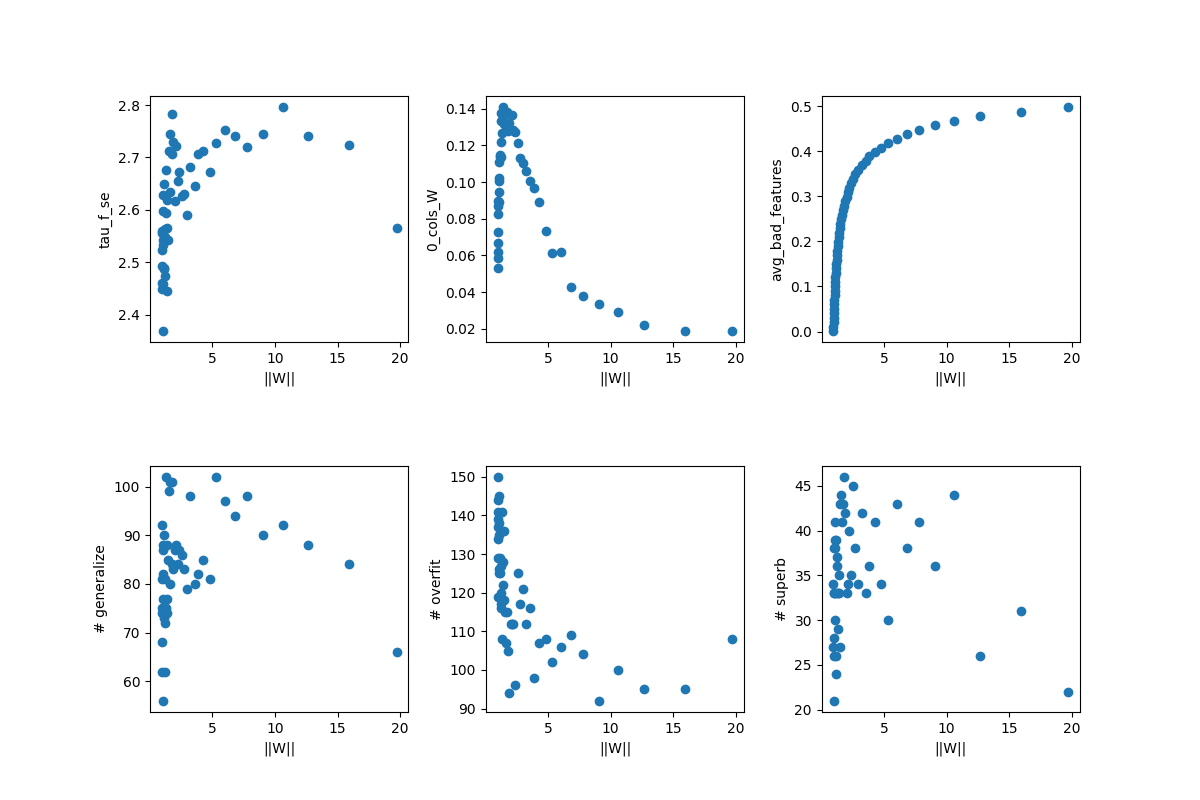 2.8
2.7
2.6
2.5
2.4
tau_f_se
5 10 15 20
||W||
0.14
0.12
0.10
0.08
0.06
0.04
0.02
0_cols_W
5 10 15 20
||W||
0.5
0.4
0.3
0.2
0.1
0.0
avg_bad_features
5 10 15 20
||W||
100
90
80
70
60
# generalize
5 10 15 20
||W||
150
140
130
120
110
100
90
# overfit
5 10 15 20
||W||
45
40
35
30
25
20
# superb
5 10 15 20
||W||